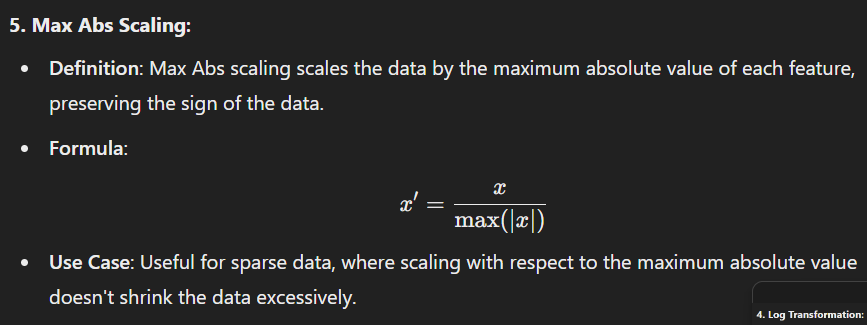 5. Max Abs Scaling:
• Definition: Max Abs scaling scales the data by the maximum absolute value of each feature,
preserving the sign of the data.
• Formula:
x′ = x / max(|x|)
• Use Case: Useful for sparse data, where scaling with respect to the maximum absolute value
doesn't shrink the data excessively.
4. Log Transformation: